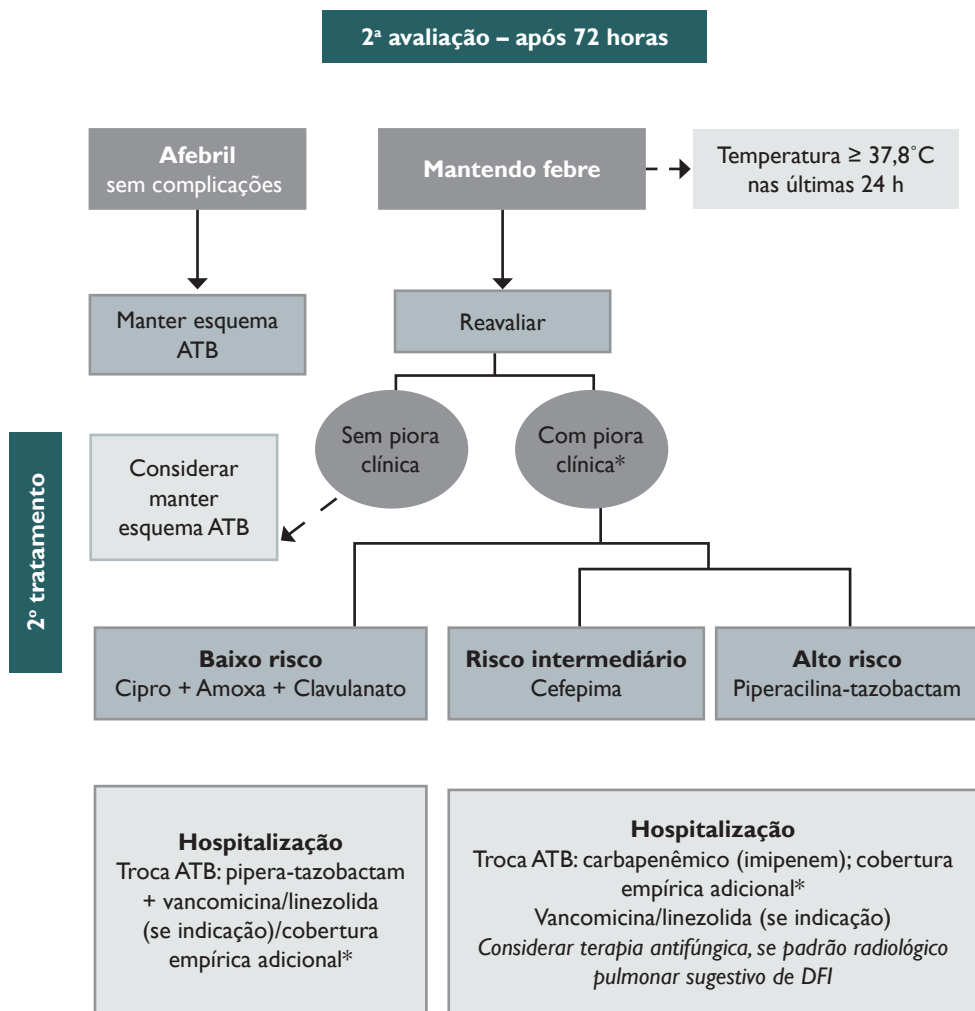 2ª avaliação – após 72 horas
Afebril
sem complicações
Mantendo febre
Temperatura ≥ 37,8°C
nas últimas 24 h
Manter esquema
ATB
Reavaliar
Sem piora
clínica
Com piora
clínica*
Considerar
manter
esquema ATB
2º tratamento
Baixo risco
Cipro + Amoxa + Clavulanato
Risco intermediário
Cefepima
Alto risco
Piperacilina-tazobactam
Hospitalização
Troca ATB: pipera-tazobactam
+ vancomicina/linezolida
(se indicação)/cobertura
empírica adicional*
Hospitalização
Troca ATB: carbapenêmico (imipenem); cobertura
empírica adicional*
Vancomicina/linezolida (se indicação)
Considerar terapia antifúngica, se padrão radiológico
pulmonar sugestivo de DFI